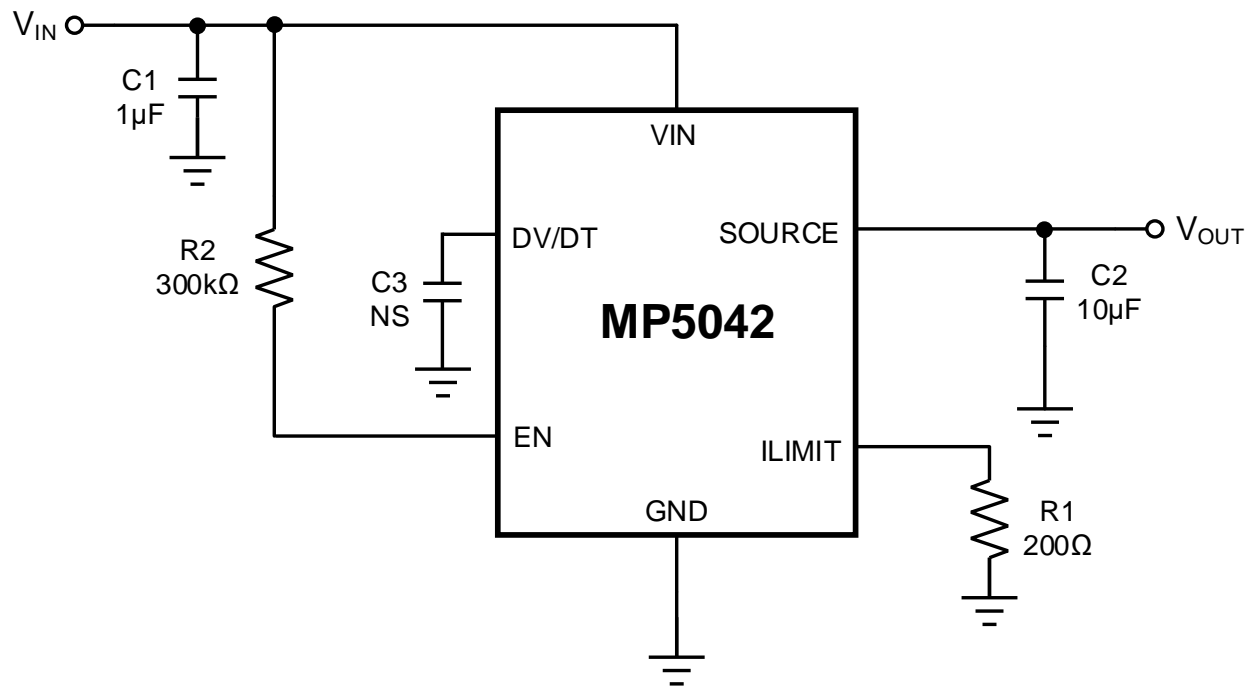 VIN
C1
1µF
VIN
R2
300kΩ
DV/DT
SOURCE
VOUT
C3
NS
MP5042
C2
10µF
EN
ILIMIT
GND
R1
200Ω